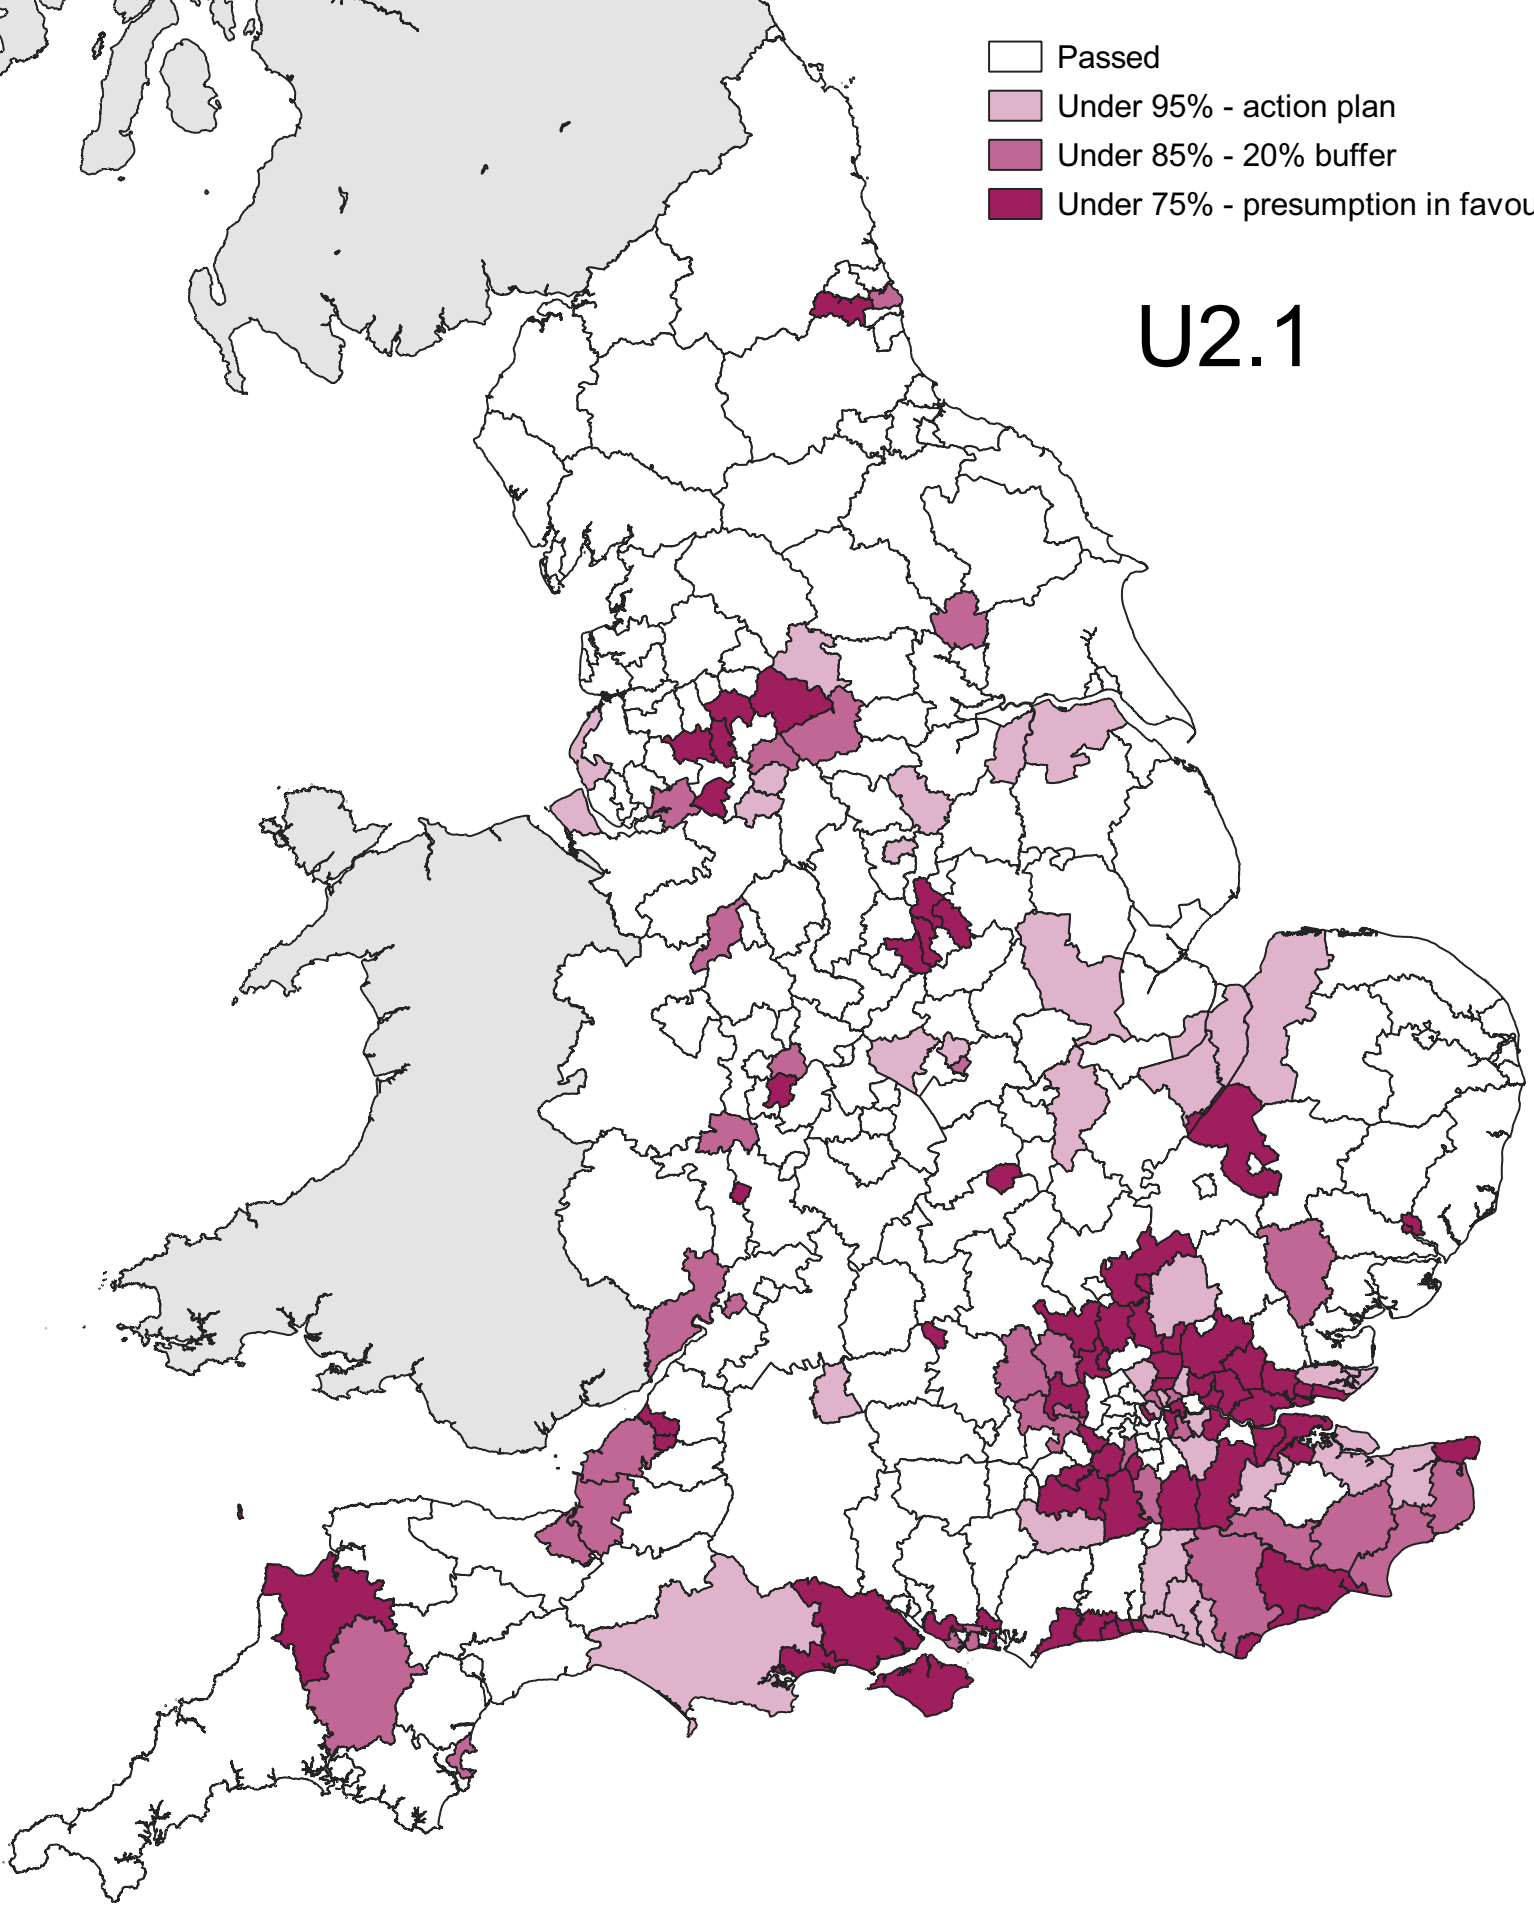 Passed
Under 95% - action plan
Under 85% - 20% buffer
Under 75% - presumption in favou
U2.1